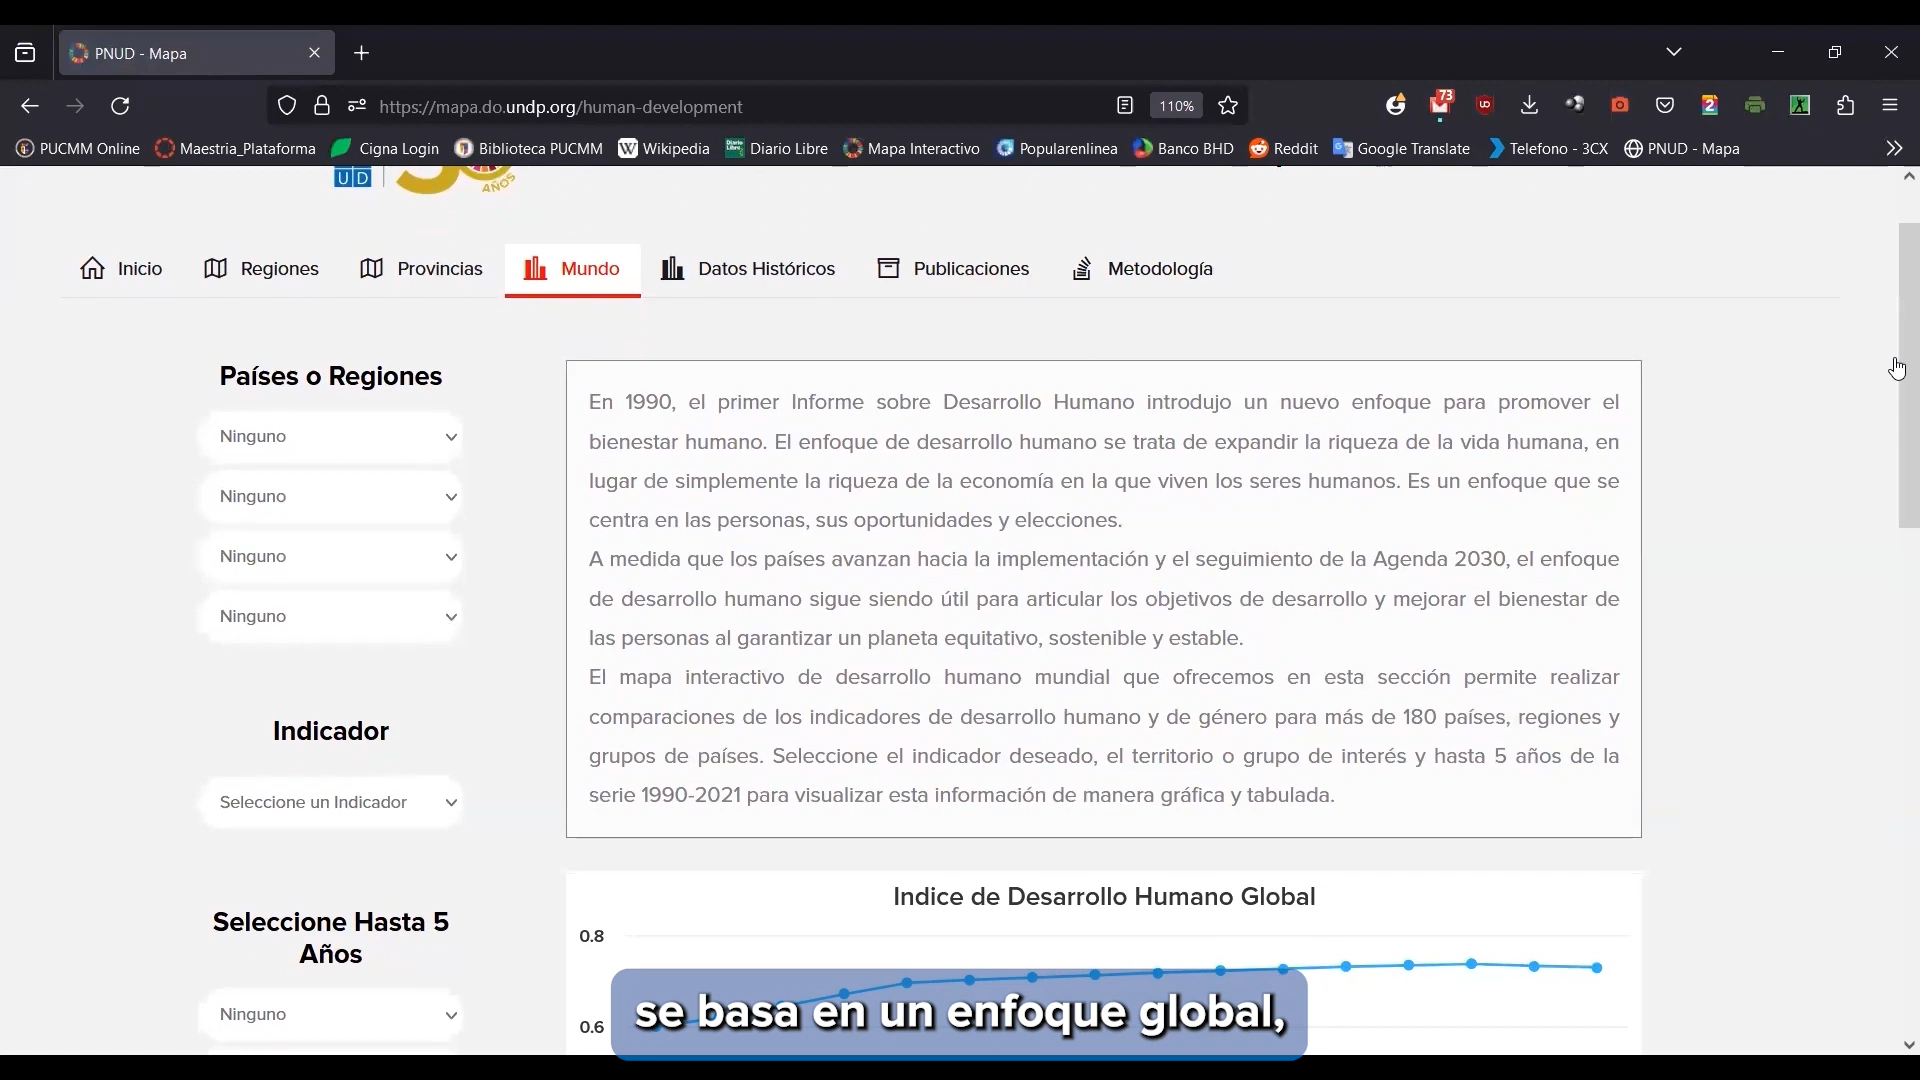 PNUD - Mapa
https://mapa.do.undp.org/human-development
110%
73
PUCMM Online
Maestria_Plataforma
Cigna Login
Biblioteca PUCMM
Wikipedia
Diario Libre
Mapa Interactivo
Popularenlinea
Banco BHD
Reddit
Google Translate
Telefono - 3CX
PNUD - Mapa
U D
AÑOS
Inicio
Regiones
Provincias
Mundo
Datos Históricos
Publicaciones
Metodología
Países o Regiones
Ninguno
Ninguno
Ninguno
Ninguno
Indicador
Seleccione un Indicador
Seleccione Hasta 5
Años
Ninguno
En 1990, el primer Informe sobre Desarrollo Humano introdujo un nuevo enfoque para promover el
bienestar humano. El enfoque de desarrollo humano se trata de expandir la riqueza de la vida humana, en
lugar de simplemente la riqueza de la economía en la que viven los seres humanos. Es un enfoque que se
centra en las personas, sus oportunidades y elecciones.
A medida que los países avanzan hacia la implementación y el seguimiento de la Agenda 2030, el enfoque
de desarrollo humano sigue siendo útil para articular los objetivos de desarrollo y mejorar el bienestar de
las personas al garantizar un planeta equitativo, sostenible y estable.
El mapa interactivo de desarrollo humano mundial que ofrecemos en esta sección permite realizar
comparaciones de los indicadores de desarrollo humano y de género para más de 180 países, regiones y
grupos de países. Seleccione el indicador deseado, el territorio o grupo de interés y hasta 5 años de la
serie 1990-2021 para visualizar esta información de manera gráfica y tabulada.
Indice de Desarrollo Humano Global
0.8
0.6
se basa en un enfoque global,